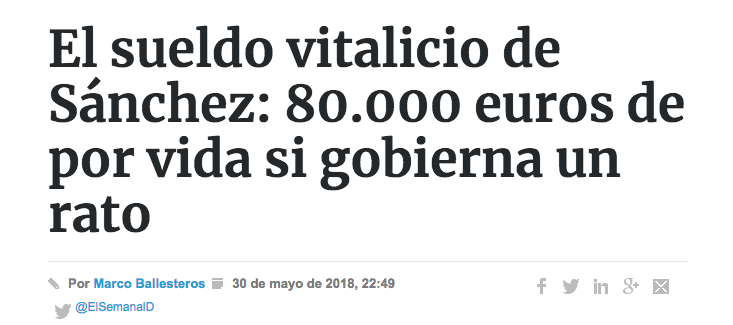 El sueldo vitalicio de
Sánchez: 80.000 euros de
por vida si gobierna un
rato
Por Marco Ballesteros 30 de mayo de 2018, 22:49
@ElSemanalD